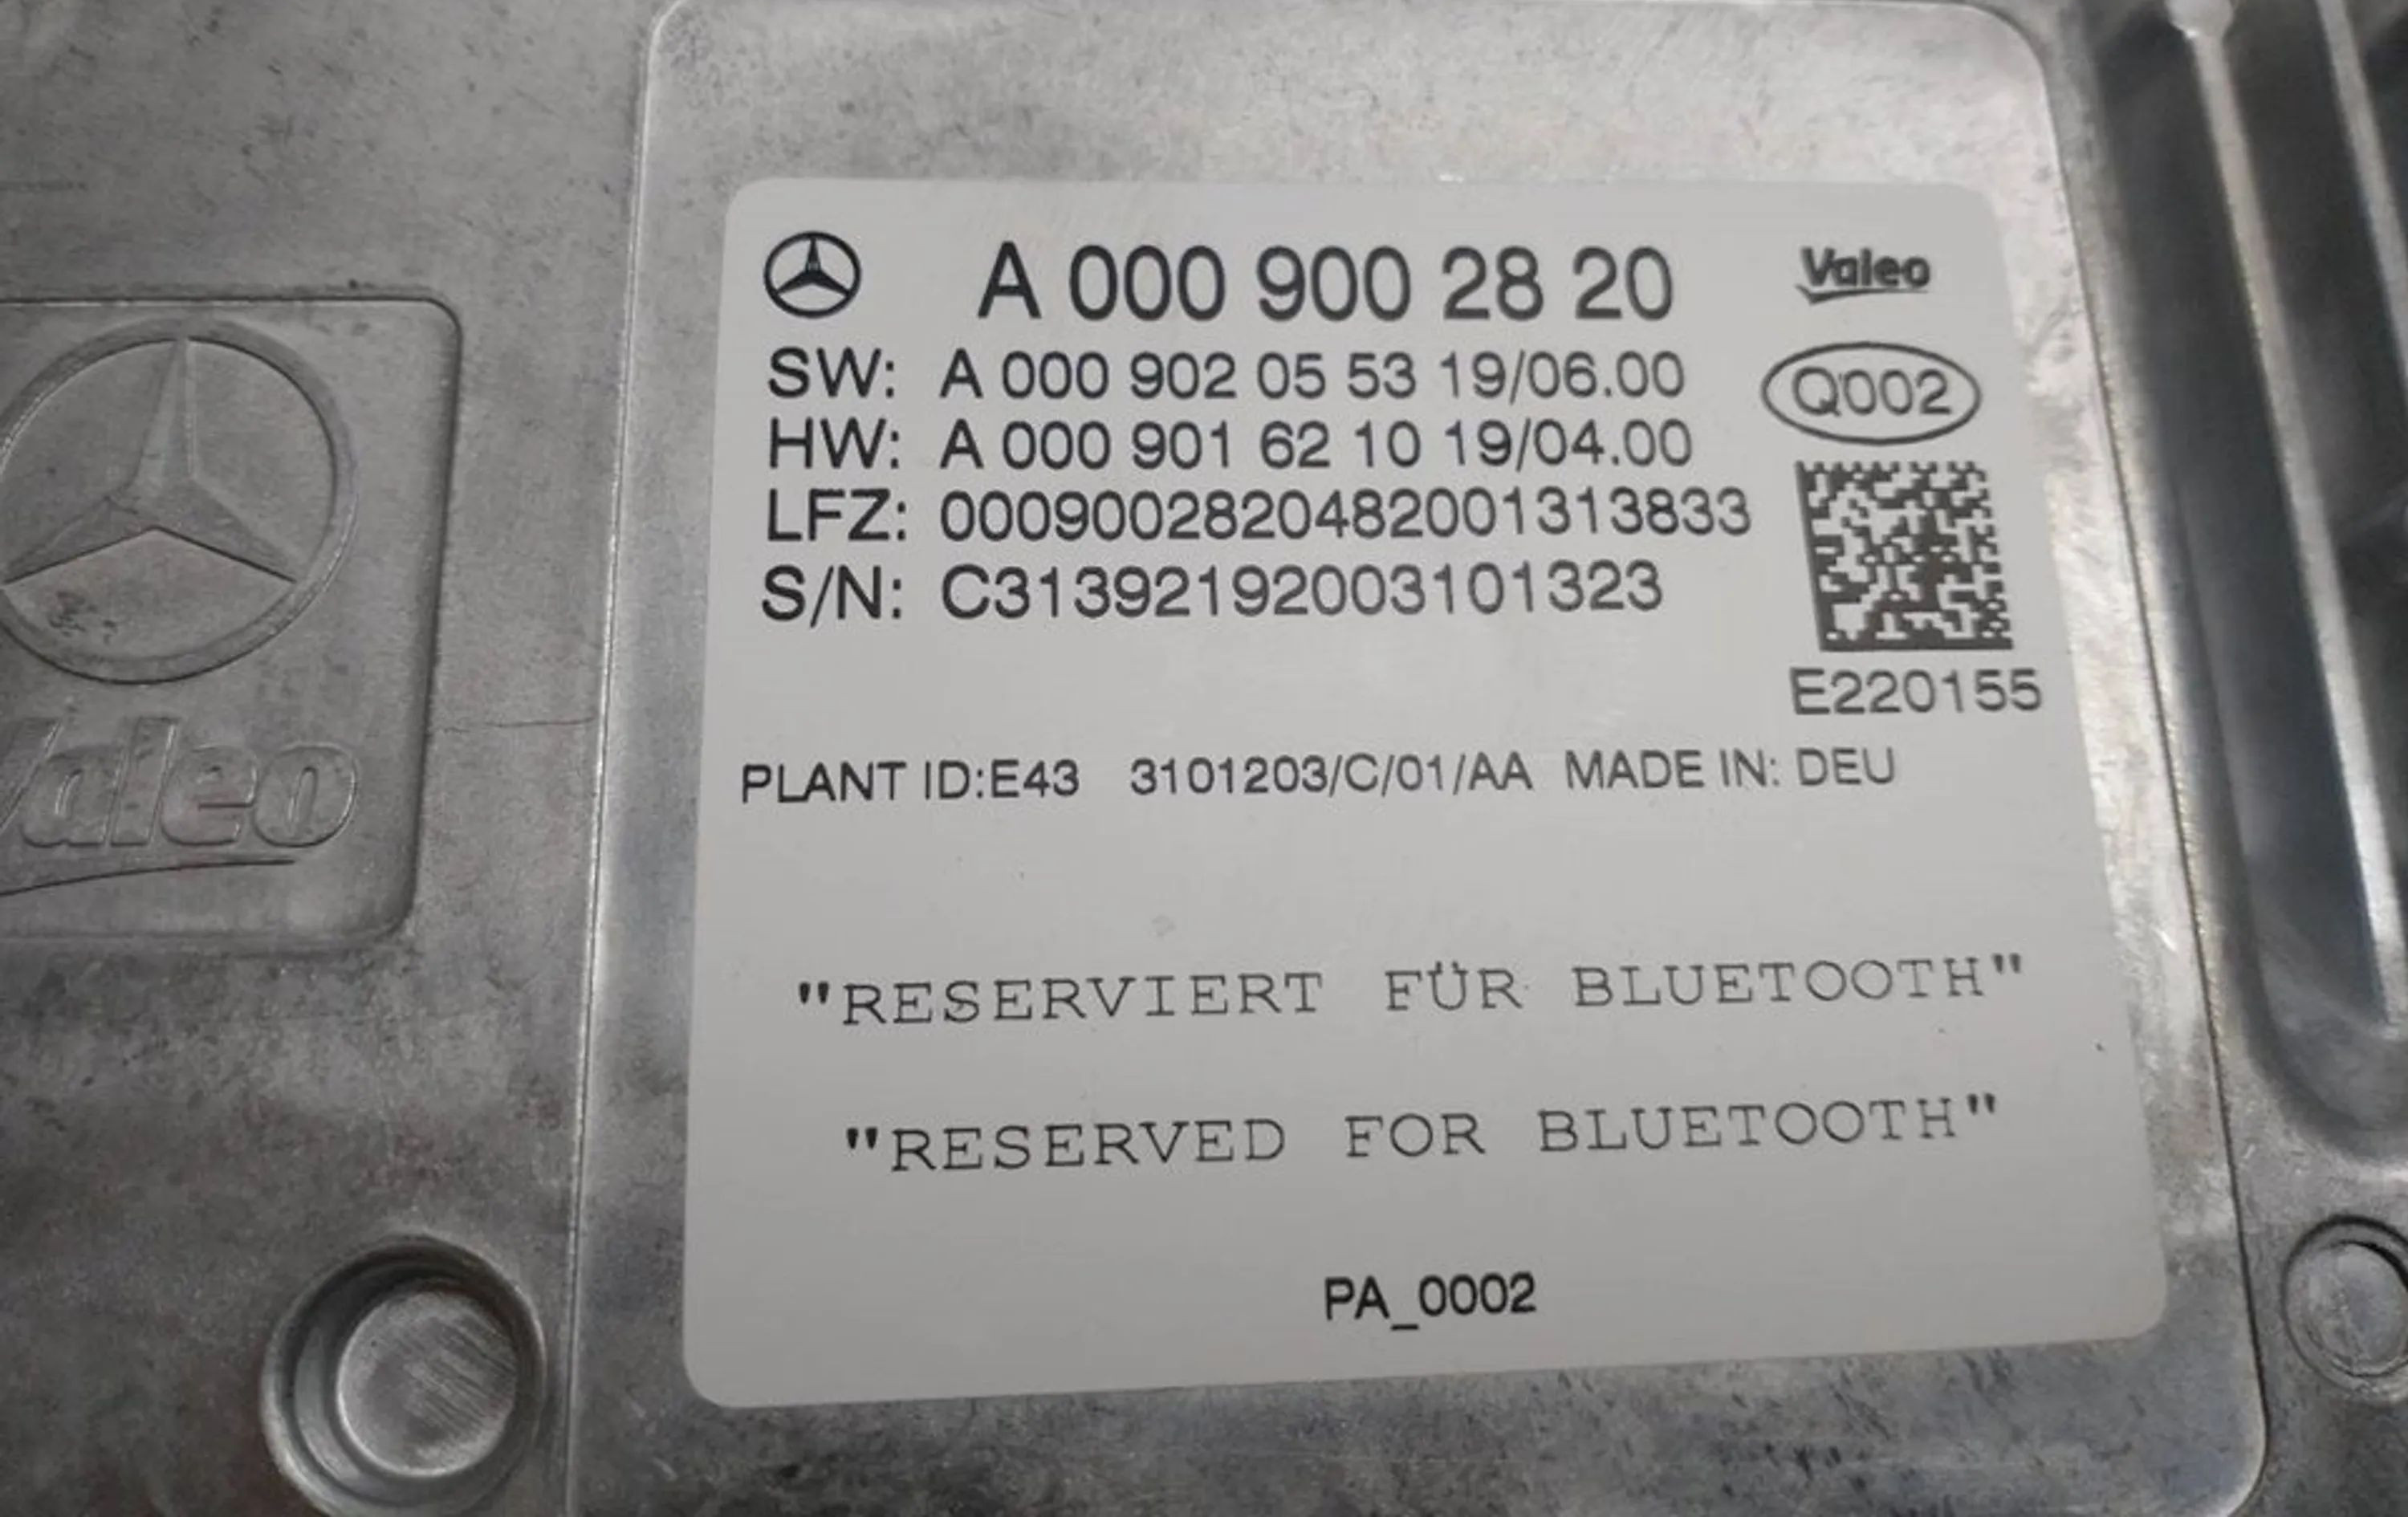 A 000 900 28 20
Valeo
SW: A 000 902 05 53 19/06.00
Q002
HW: A 000 901 62 10 19/04.00
LFZ: 00090028204820013138​33
S/N: C313921920031013​23
E220155
PLANT ID:E43 3101203/C/01/AA MADE IN: DEU
"RESERVIERT FÜR BLUETOOTH"
"RESERVED FOR BLUETOOTH"
PA_0002
Valeo